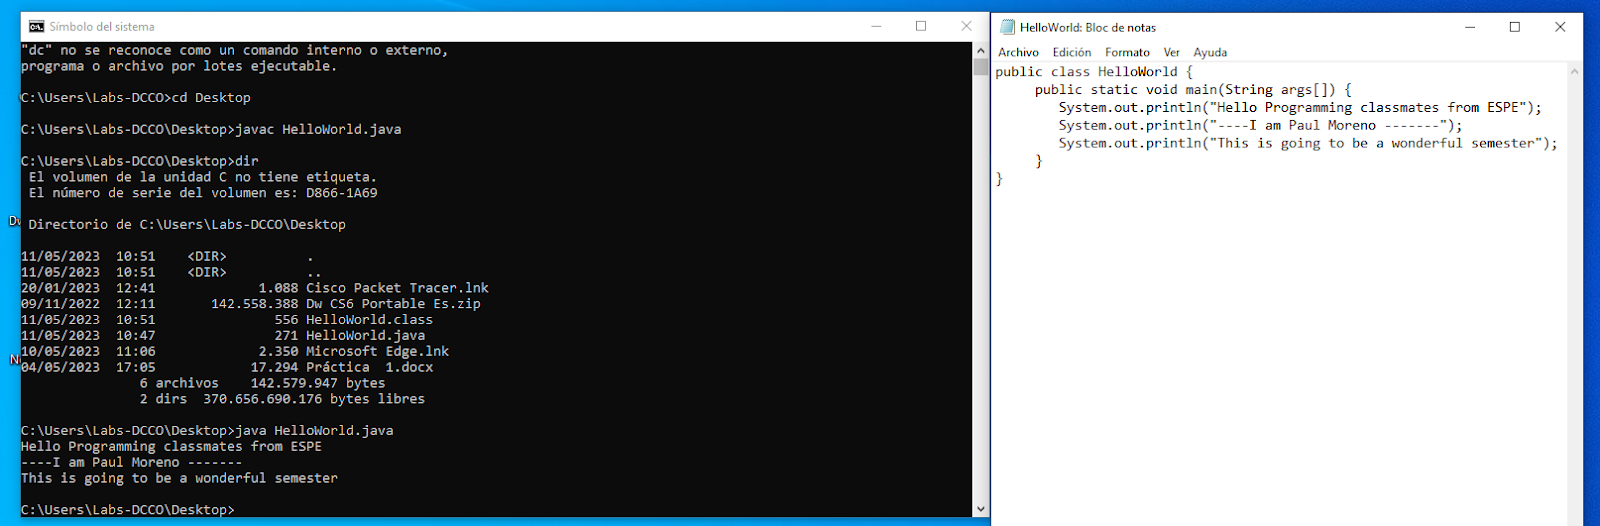 Símbolo del sistema
"dc" no se reconoce como un comando interno o externo,
programa o archivo por lotes ejecutable.
C:\Users\Labs-DCCO>cd Desktop
C:\Users\Labs-DCCO\Desktop>javac HelloWorld.java
C:\Users\Labs-DCCO\Desktop>dir
El volumen de la unidad C no tiene etiqueta.
El número de serie del volumen es: D866-1A69
Directorio de C:\Users\Labs-DCCO\Desktop
11/05/2023  10:51    <DIR>          .
11/05/2023  10:51    <DIR>          ..
20/01/2023  12:41             1.088 Cisco Packet Tracer.lnk
09/11/2022  12:11       142.558.388 Dw CS6 Portable Es.zip
11/05/2023  10:51               556 HelloWorld.class
11/05/2023  10:47               271 HelloWorld.java
10/05/2023  11:06             2.350 Microsoft Edge.lnk
04/05/2023  17:05            17.294 Práctica  1.docx
6 archivos    142.579.947 bytes
2 dirs  370.656.690.176 bytes libres
C:\Users\Labs-DCCO\Desktop>java HelloWorld.java
Hello Programming classmates from ESPE
----I am Paul Moreno -------
This is going to be a wonderful semester
C:\Users\Labs-DCCO\Desktop>
HelloWorld: Bloc de notas
Archivo Edición Formato Ver Ayuda
public class HelloWorld {
public static void main(String args[]) {
System.out.println("Hello Programming classmates from ESPE");
System.out.println("----I am Paul Moreno -------");
System.out.println("This is going to be a wonderful semester");
}
}